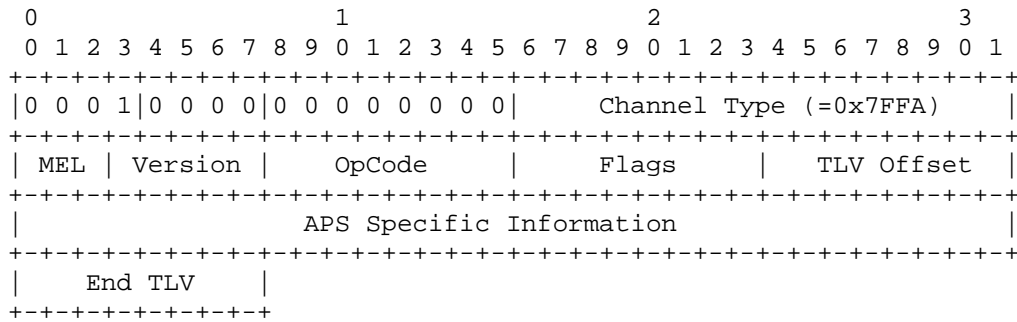 0                   1                   2                   3
 0 1 2 3 4 5 6 7 8 9 0 1 2 3 4 5 6 7 8 9 0 1 2 3 4 5 6 7 8 9 0 1
+-+-+-+-+-+-+-+-+-+-+-+-+-+-+-+-+-+-+-+-+-+-+-+-+-+-+-+-+-+-+-+-+
|0 0 0 1|0 0 0 0|0 0 0 0 0 0 0 0|     Channel Type (=0x7FFA)    |
+-+-+-+-+-+-+-+-+-+-+-+-+-+-+-+-+-+-+-+-+-+-+-+-+-+-+-+-+-+-+-+-+
| MEL | Version |    OpCode     |     Flags     |   TLV Offset  |
+-+-+-+-+-+-+-+-+-+-+-+-+-+-+-+-+-+-+-+-+-+-+-+-+-+-+-+-+-+-+-+-+
|                  APS Specific Information                     |
+-+-+-+-+-+-+-+-+-+-+-+-+-+-+-+-+-+-+-+-+-+-+-+-+-+-+-+-+-+-+-+-+
|    End TLV    |
+-+-+-+-+-+-+-+-+